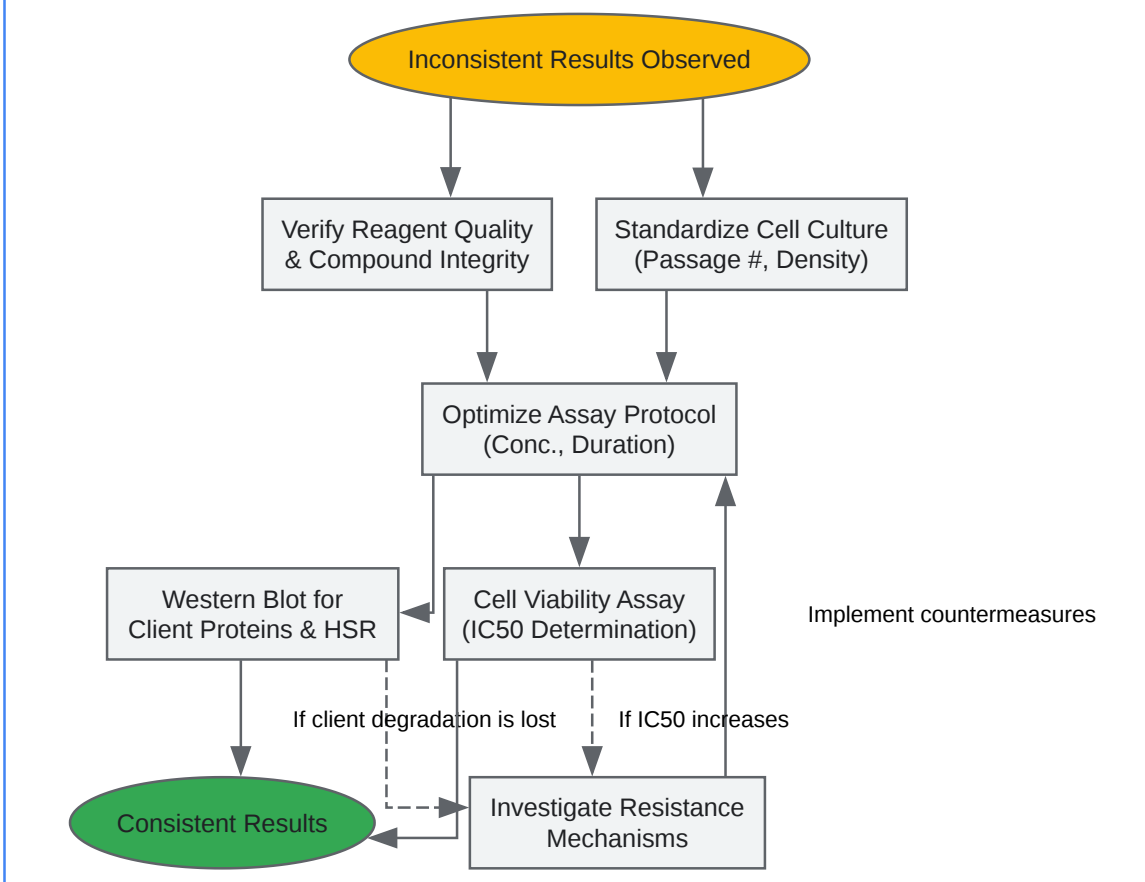 Inconsistent Results Observed
Verify Reagent Quality
& Compound Integrity
Standardize Cell Culture
(Passage #, Density)
Optimize Assay Protocol
(Conc., Duration)
Western Blot for
Client Proteins & HSR
Cell Viability Assay
(IC50 Determination)
Implement countermeasures
If client degradation is lost
If IC50 increases
Consistent Results
Investigate Resistance
Mechanisms